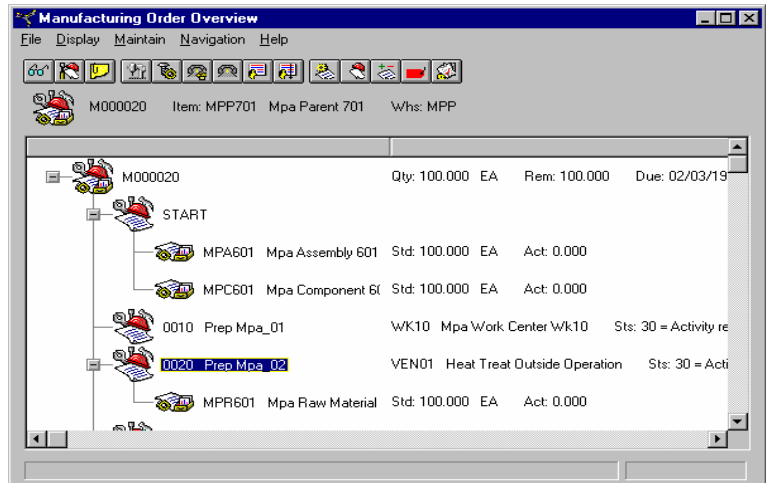 Manufacturing Order Overview
File Display Maintain Navigation Help
M000020 Item: MPP701 Mpa Parent 701 Whs: MPP
M000020 Qty: 100.000 EA Rem: 100.000 Due: 02/03/19
START
MPA601 Mpa Assembly 601 Std: 100.000 EA Act: 0.000
MPC601 Mpa Component 6( Std: 100.000 EA Act: 0.000
0010 Prep Mpa_01 WK10 Mpa Work Center Wk10 Sts: 30 = Activity re
0020 Prep Mpa_02 VEN01 Heat Treat Outside Operation Sts: 30 = Acti
MPR601 Mpa Raw Material Std: 100.000 EA Act: 0.000